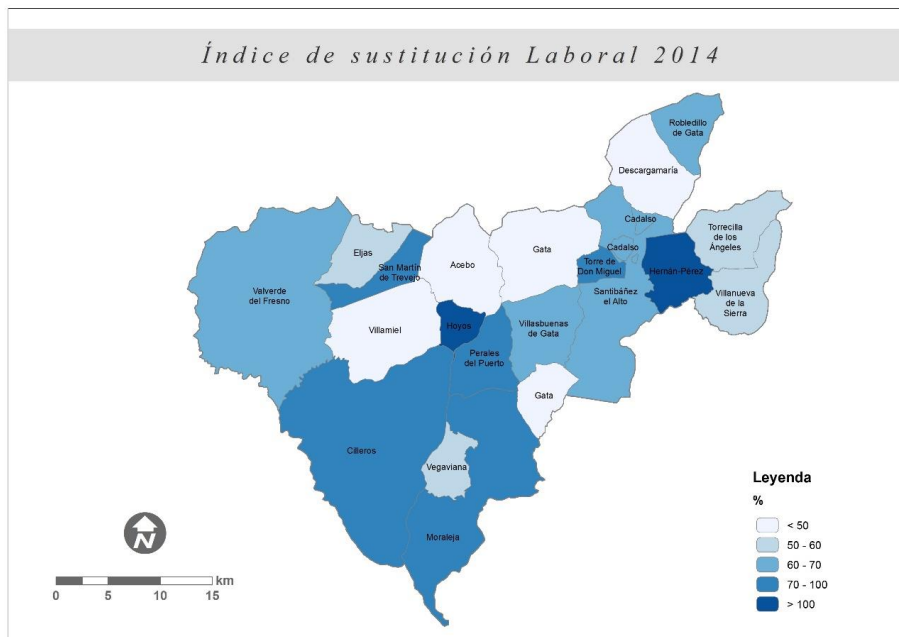 Índice de sustitución Laboral 2014
Robledillo
de Gata
Descargamaría
Cadalso
Torrecilla
de los
Ángeles
Eljas
Gata
Cadalso
San Martín
de Trevejo
Acebo
Torre de
Don Miguel
Hernán-Pérez
Valverde
del Fresno
Santibáñez
el Alto
Villanueva
de la
Sierra
Villamiel
Hoyos
Villasbuenas
de Gata
Perales
del Puerto
Gata
Cilleros
Vegaviana
Moraleja
Leyenda
%
< 50
50 - 60
60 - 70
70 - 100
> 100
N
km
0 5 10 15